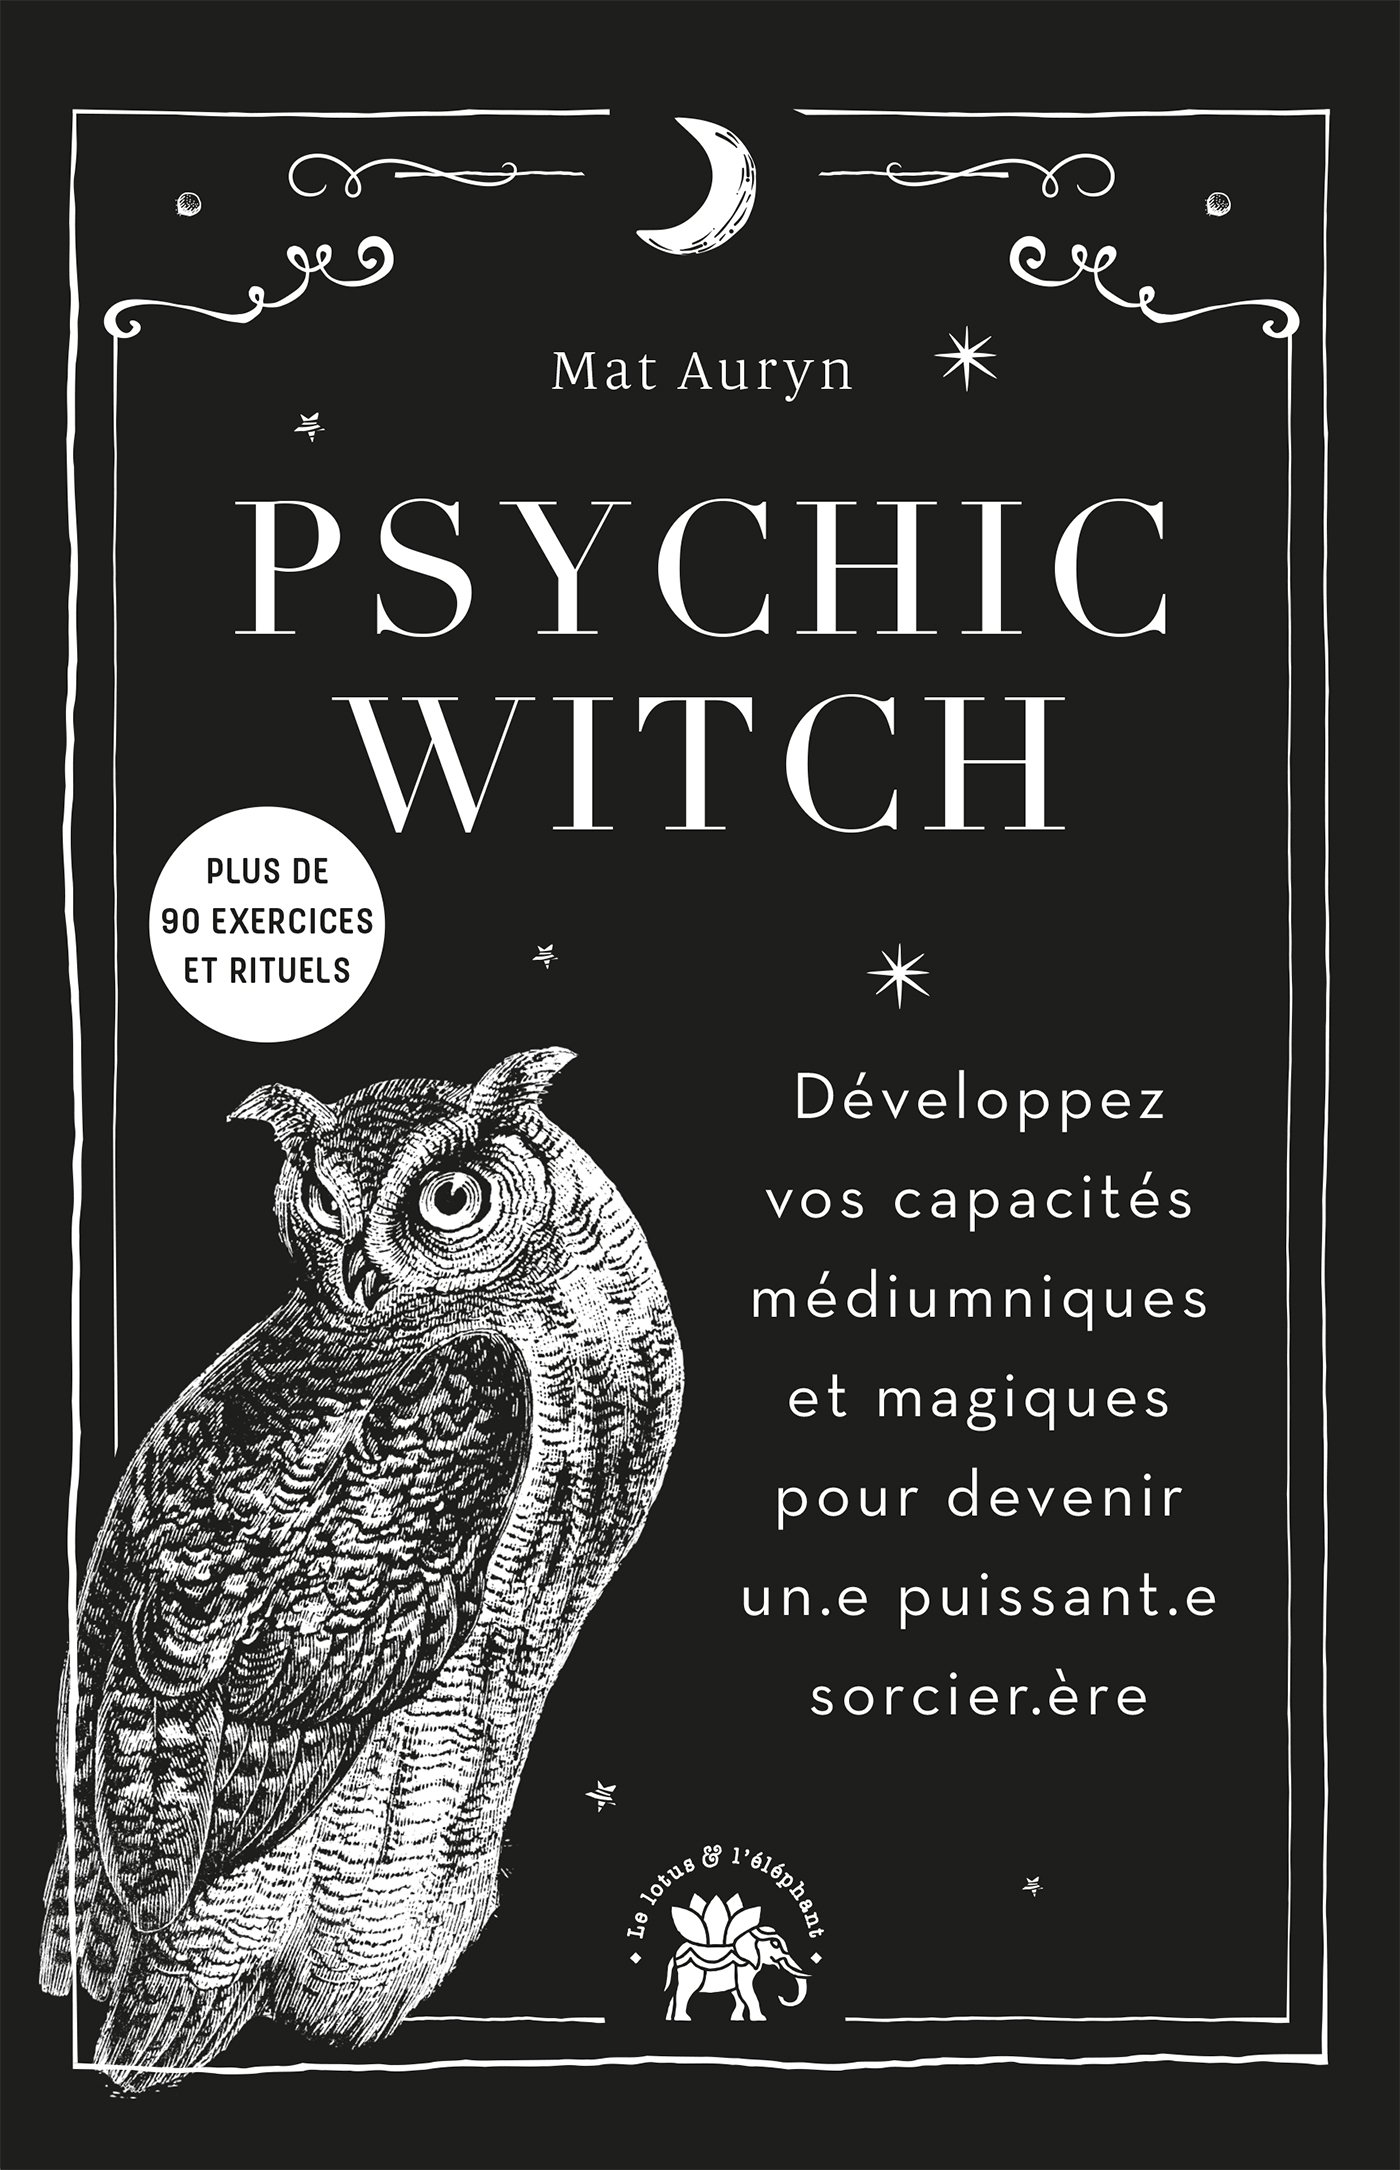 Mat Auryn
PSYCHIC
WITCH
PLUS DE
90 EXERCICES
ET RITUELS
Développez
vos capacités
médiumniques
et magiques
pour devenir
un.e puissant.e
sorcier.ère
Le lotus & l'éléphant